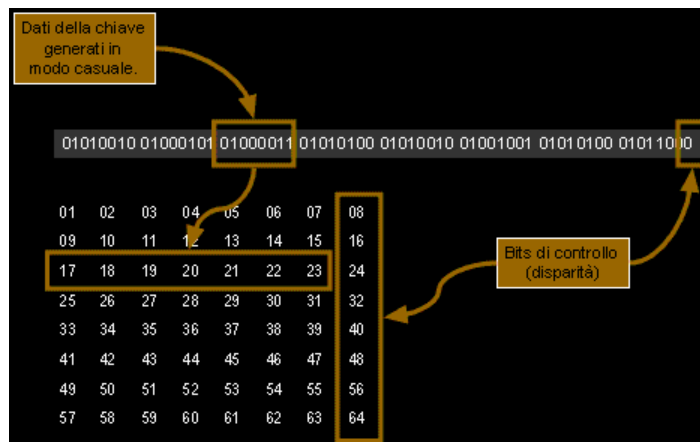 Dati della chiave
generati in
modo casuale.
01010010 01000101 01000011 01010100 01010010 01001001 01010100 01011000
01 02 03 04 05 06 07 08
09 10 11 12 13 14 15 16
17 18 19 20 21 22 23 24
25 26 27 28 29 30 31 32
33 34 35 36 37 38 39 40
41 42 43 44 45 46 47 48
49 50 51 52 53 54 55 56
57 58 59 60 61 62 63 64
Bits di controllo
(disparità)